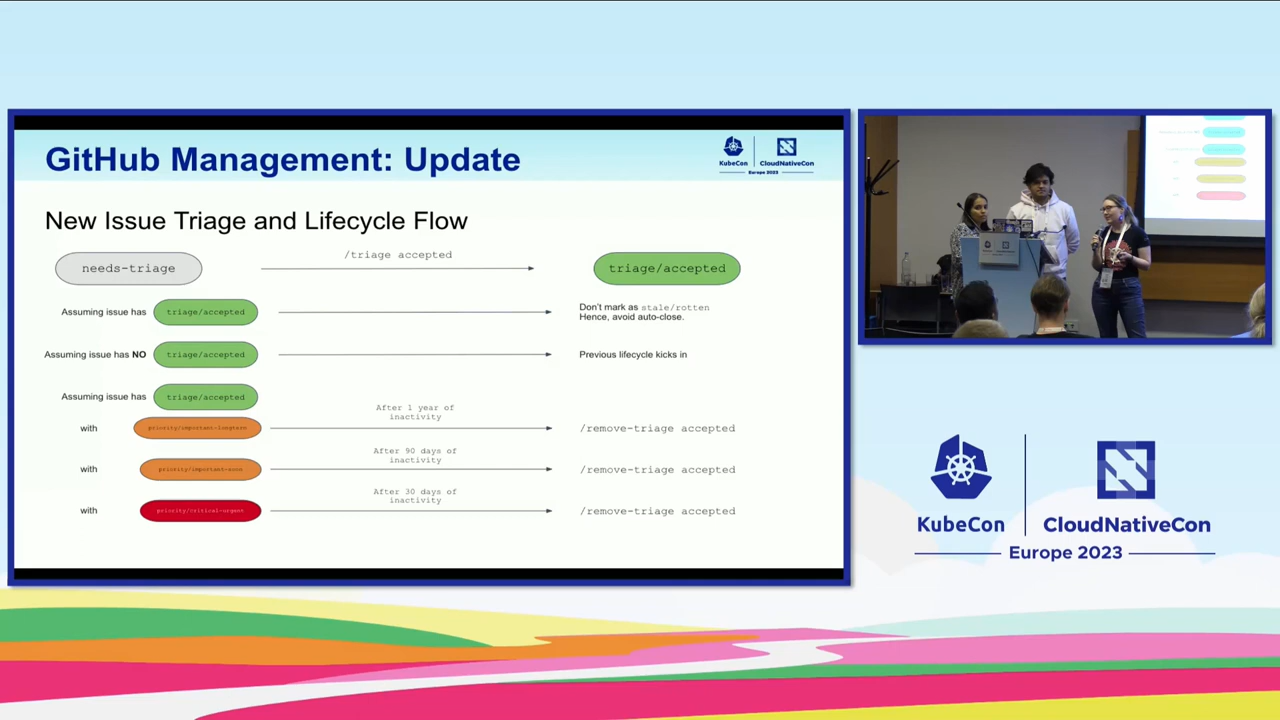 GitHub Management: Update
KubeCon
CloudNativeCon
Europe 2023
New Issue Triage and Lifecycle Flow
needs-triage
/triage accepted
triage/accepted
Assuming issue has
triage/accepted
Don't mark as stale/rotten
Hence, avoid auto-close.
Assuming issue has NO
triage/accepted
Previous lifecycle kicks in
Assuming issue has
triage/accepted
with
priority/important-longterm
After 1 year of
inactivity
/remove-triage accepted
with
priority/important-soon
After 90 days of
inactivity
/remove-triage accepted
with
priority/critical-urgent
After 30 days of
inactivity
/remove-triage accepted
KubeCon
CloudNativeCon
Europe 2023